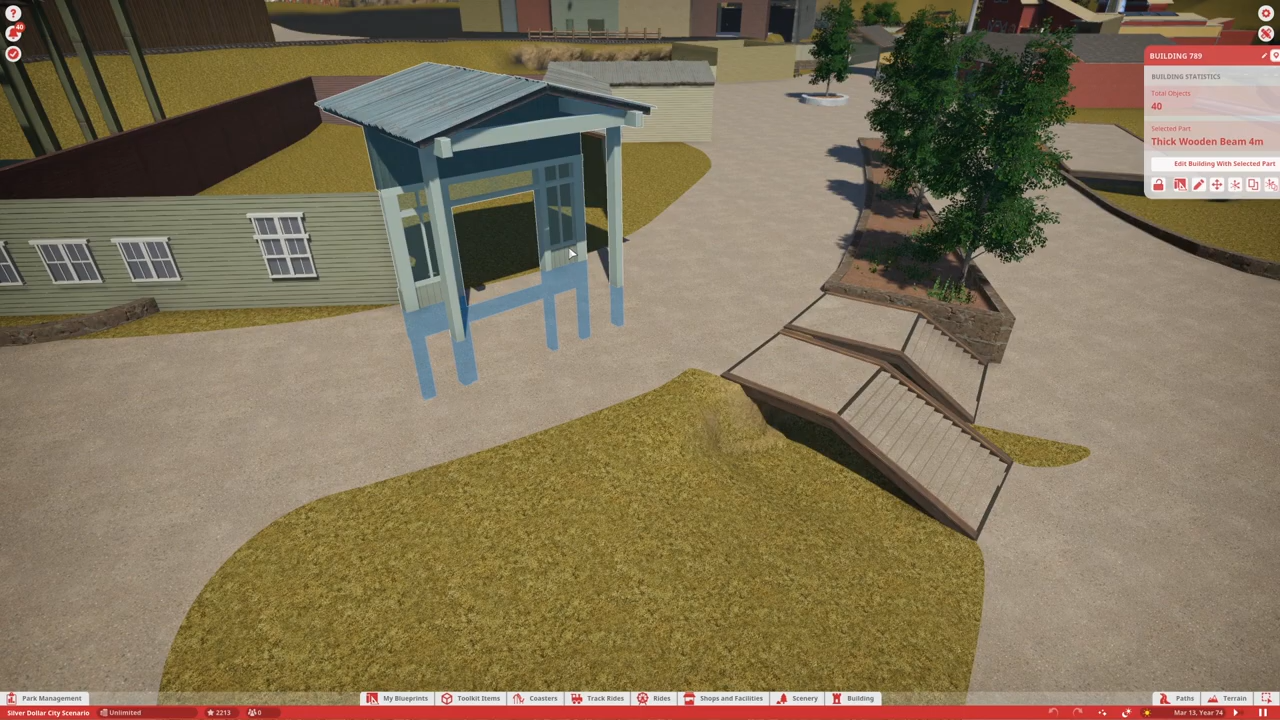 ?
40
BUILDING 789
BUILDING STATISTICS
Total Objects
40
Selected Part
Thick Wooden Beam 4m
Edit Building With Selected Part
Park Management
My Blueprints
Toolkit Items
Coasters
Track Rides
Rides
Shops and Facilities
Scenery
Building
Paths
Terrain
Silver Dollar City Scenario
Unlimited
2213
0
Mar 13, Year 74